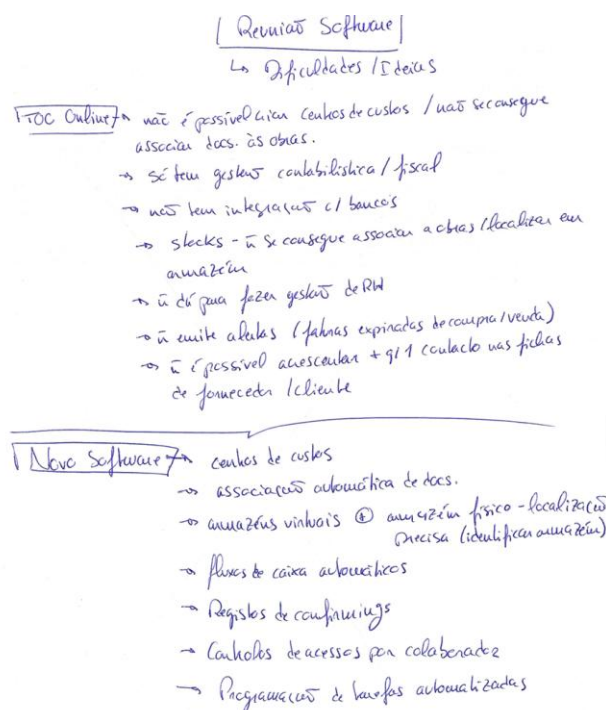 Reunião Software
↳ Dificuldades / Ideias
TOC Online → não é possível criar centros de custos / não se consegue
associar docs. às obras.
→ só tem gestão contabilistica / fiscal
→ não tem integração c/ bancos
→ stocks - ñ se consegue associar a obras / localizar em
armazém
→ ñ dá para fazer gestão de RH
→ ñ emite alertas (faturas expiradas de compra/venda)
→ ñ é possível acrescentar + q/ 1 contacto nas fichas
de fornecedor / cliente
Novo Software → centros de custos
→ associação automática de docs.
→ armazéns virtuais ⊕ armazém físico - localização
precisa (identificar armazém)
→ fluxos de caixa automáticos
→ Registos de confirmings
→ Controlos de acessos por colaborador
→ Programação de tarefas automatizadas